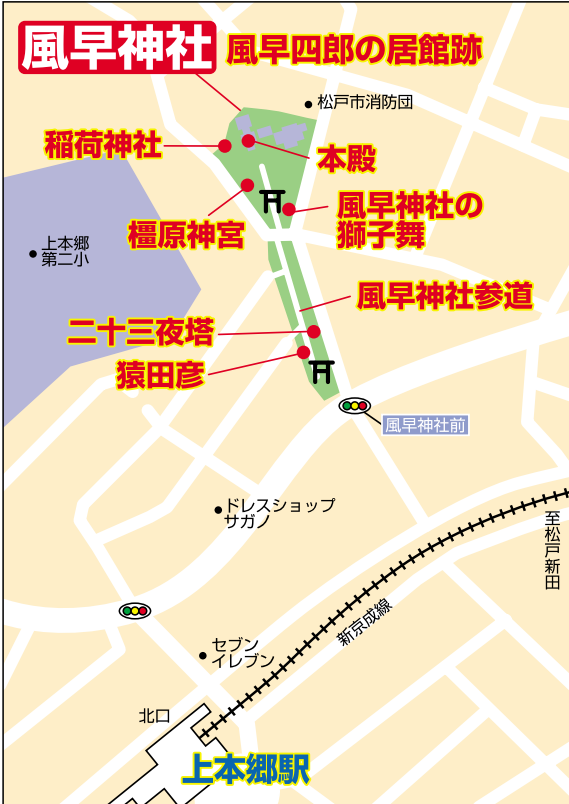 風早神社
風早四郎の居館跡
松戸市消防団
稲荷神社
本殿
橿原神宮
風早神社の
獅子舞
上本郷
第二小
風早神社参道
二十三夜塔
猿田彦
風早神社前
ドレスショップ
サガノ
至松戸新田
新京成線
セブン
イレブン
北口
上本郷駅